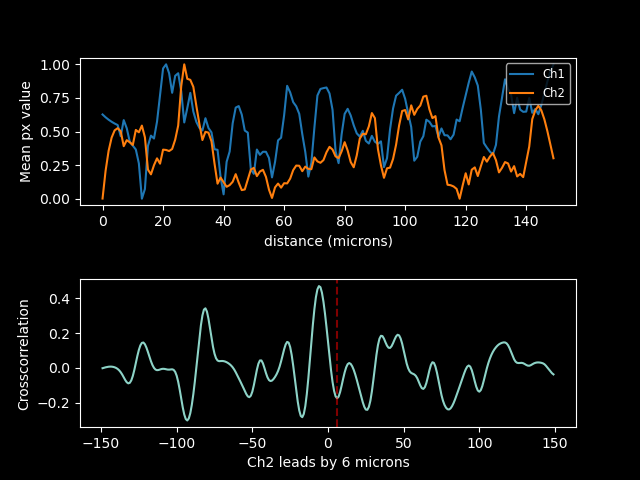 1.00
0.75
0.50
0.25
0.00
Mean px value
Ch1
Ch2
0 20 40 60 80 100 120 140
distance (microns)
0.4
0.2
0.0
−0.2
Crosscorrelation
−150 −100 −50 0 50 100 150
Ch2 leads by 6 microns